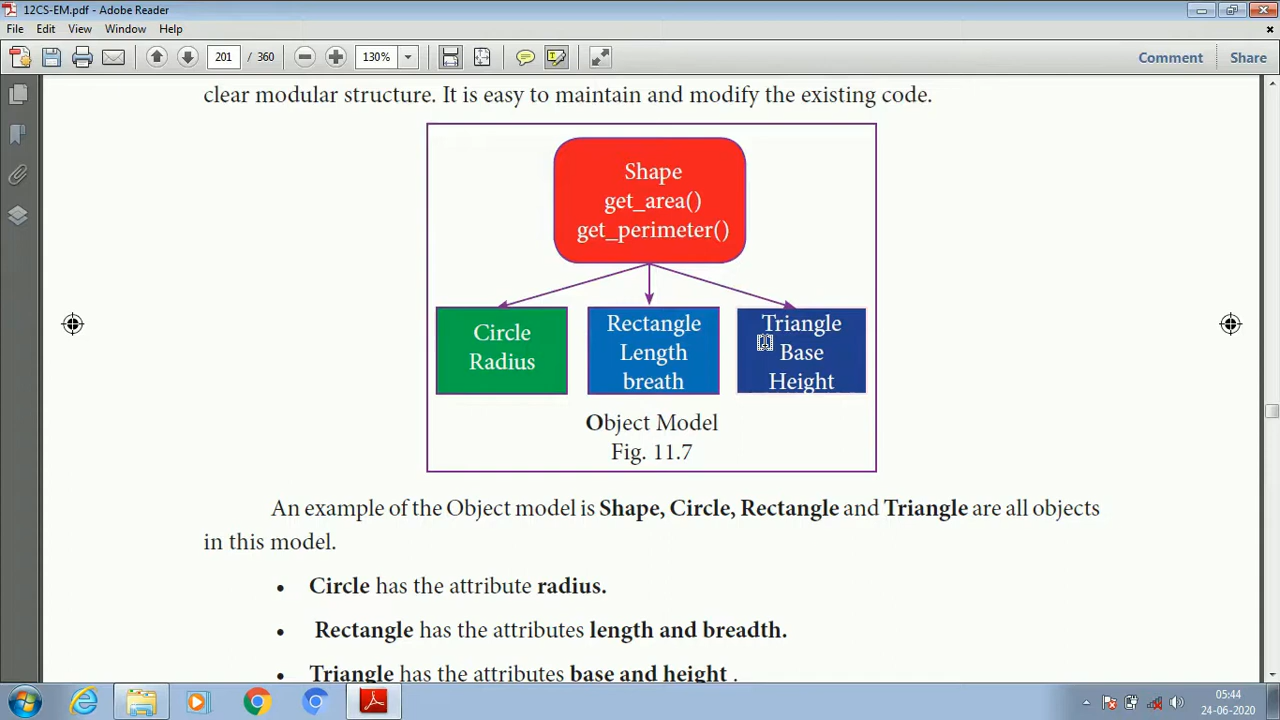 12CS-EM.pdf - Adobe Reader
File Edit View Window Help
201 / 360 130% Comment Share
clear modular structure. It is easy to maintain and modify the existing code.
Shape
get_area()
get_perimeter()
Circle
Radius
Rectangle
Length
breath
Triangle
Base
Height
Object Model
Fig. 11.7
An example of the Object model is Shape, Circle, Rectangle and Triangle are all objects
in this model.
• Circle has the attribute radius.
• Rectangle has the attributes length and breadth.
• Triangle has the attributes base and height .
05:44
24-06-2020